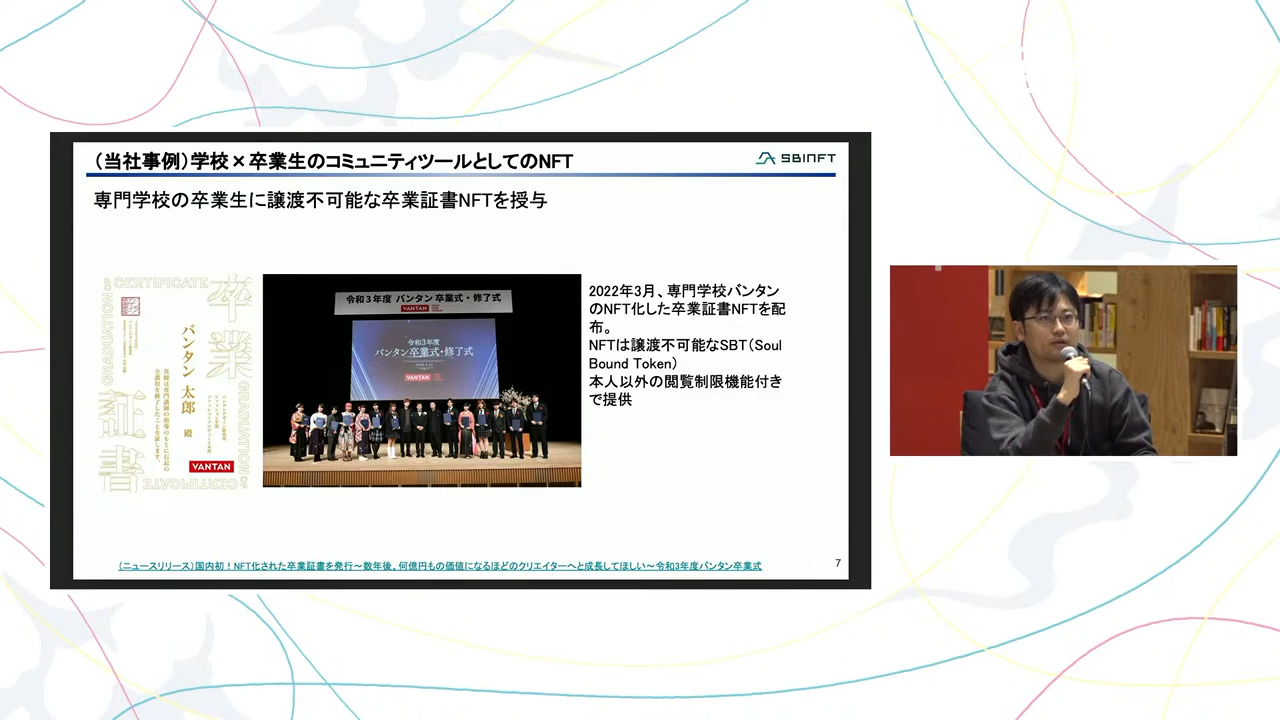 (当社事例)学校×卒業生のコミュニティツールとしてのNFT
SBINFT
専門学校の卒業生に譲渡不可能な卒業証書NFTを授与
CERTIFICATE
OF
GRADUATION
卒業
証書
バンタン 太郎 殿
VANTAN
GRADUATION
OF
CERTIFICATE
令和3年度 バンタン 卒業式・修了式
VANTAN
令和3年度
バンタン卒業式・修了式
VANTAN
2022年3月、専門学校バンタン
のNFT化した卒業証書NFTを配
布。
NFTは譲渡不可能なSBT(Soul
Bound Token)
本人以外の閲覧制限機能付き
で提供
(ニュースリリース)国内初!NFT化された卒業証書を発行~数年後、何億円もの価値になるほどのクリエイターへと成長してほしい~令和3年度バンタン卒業式
7